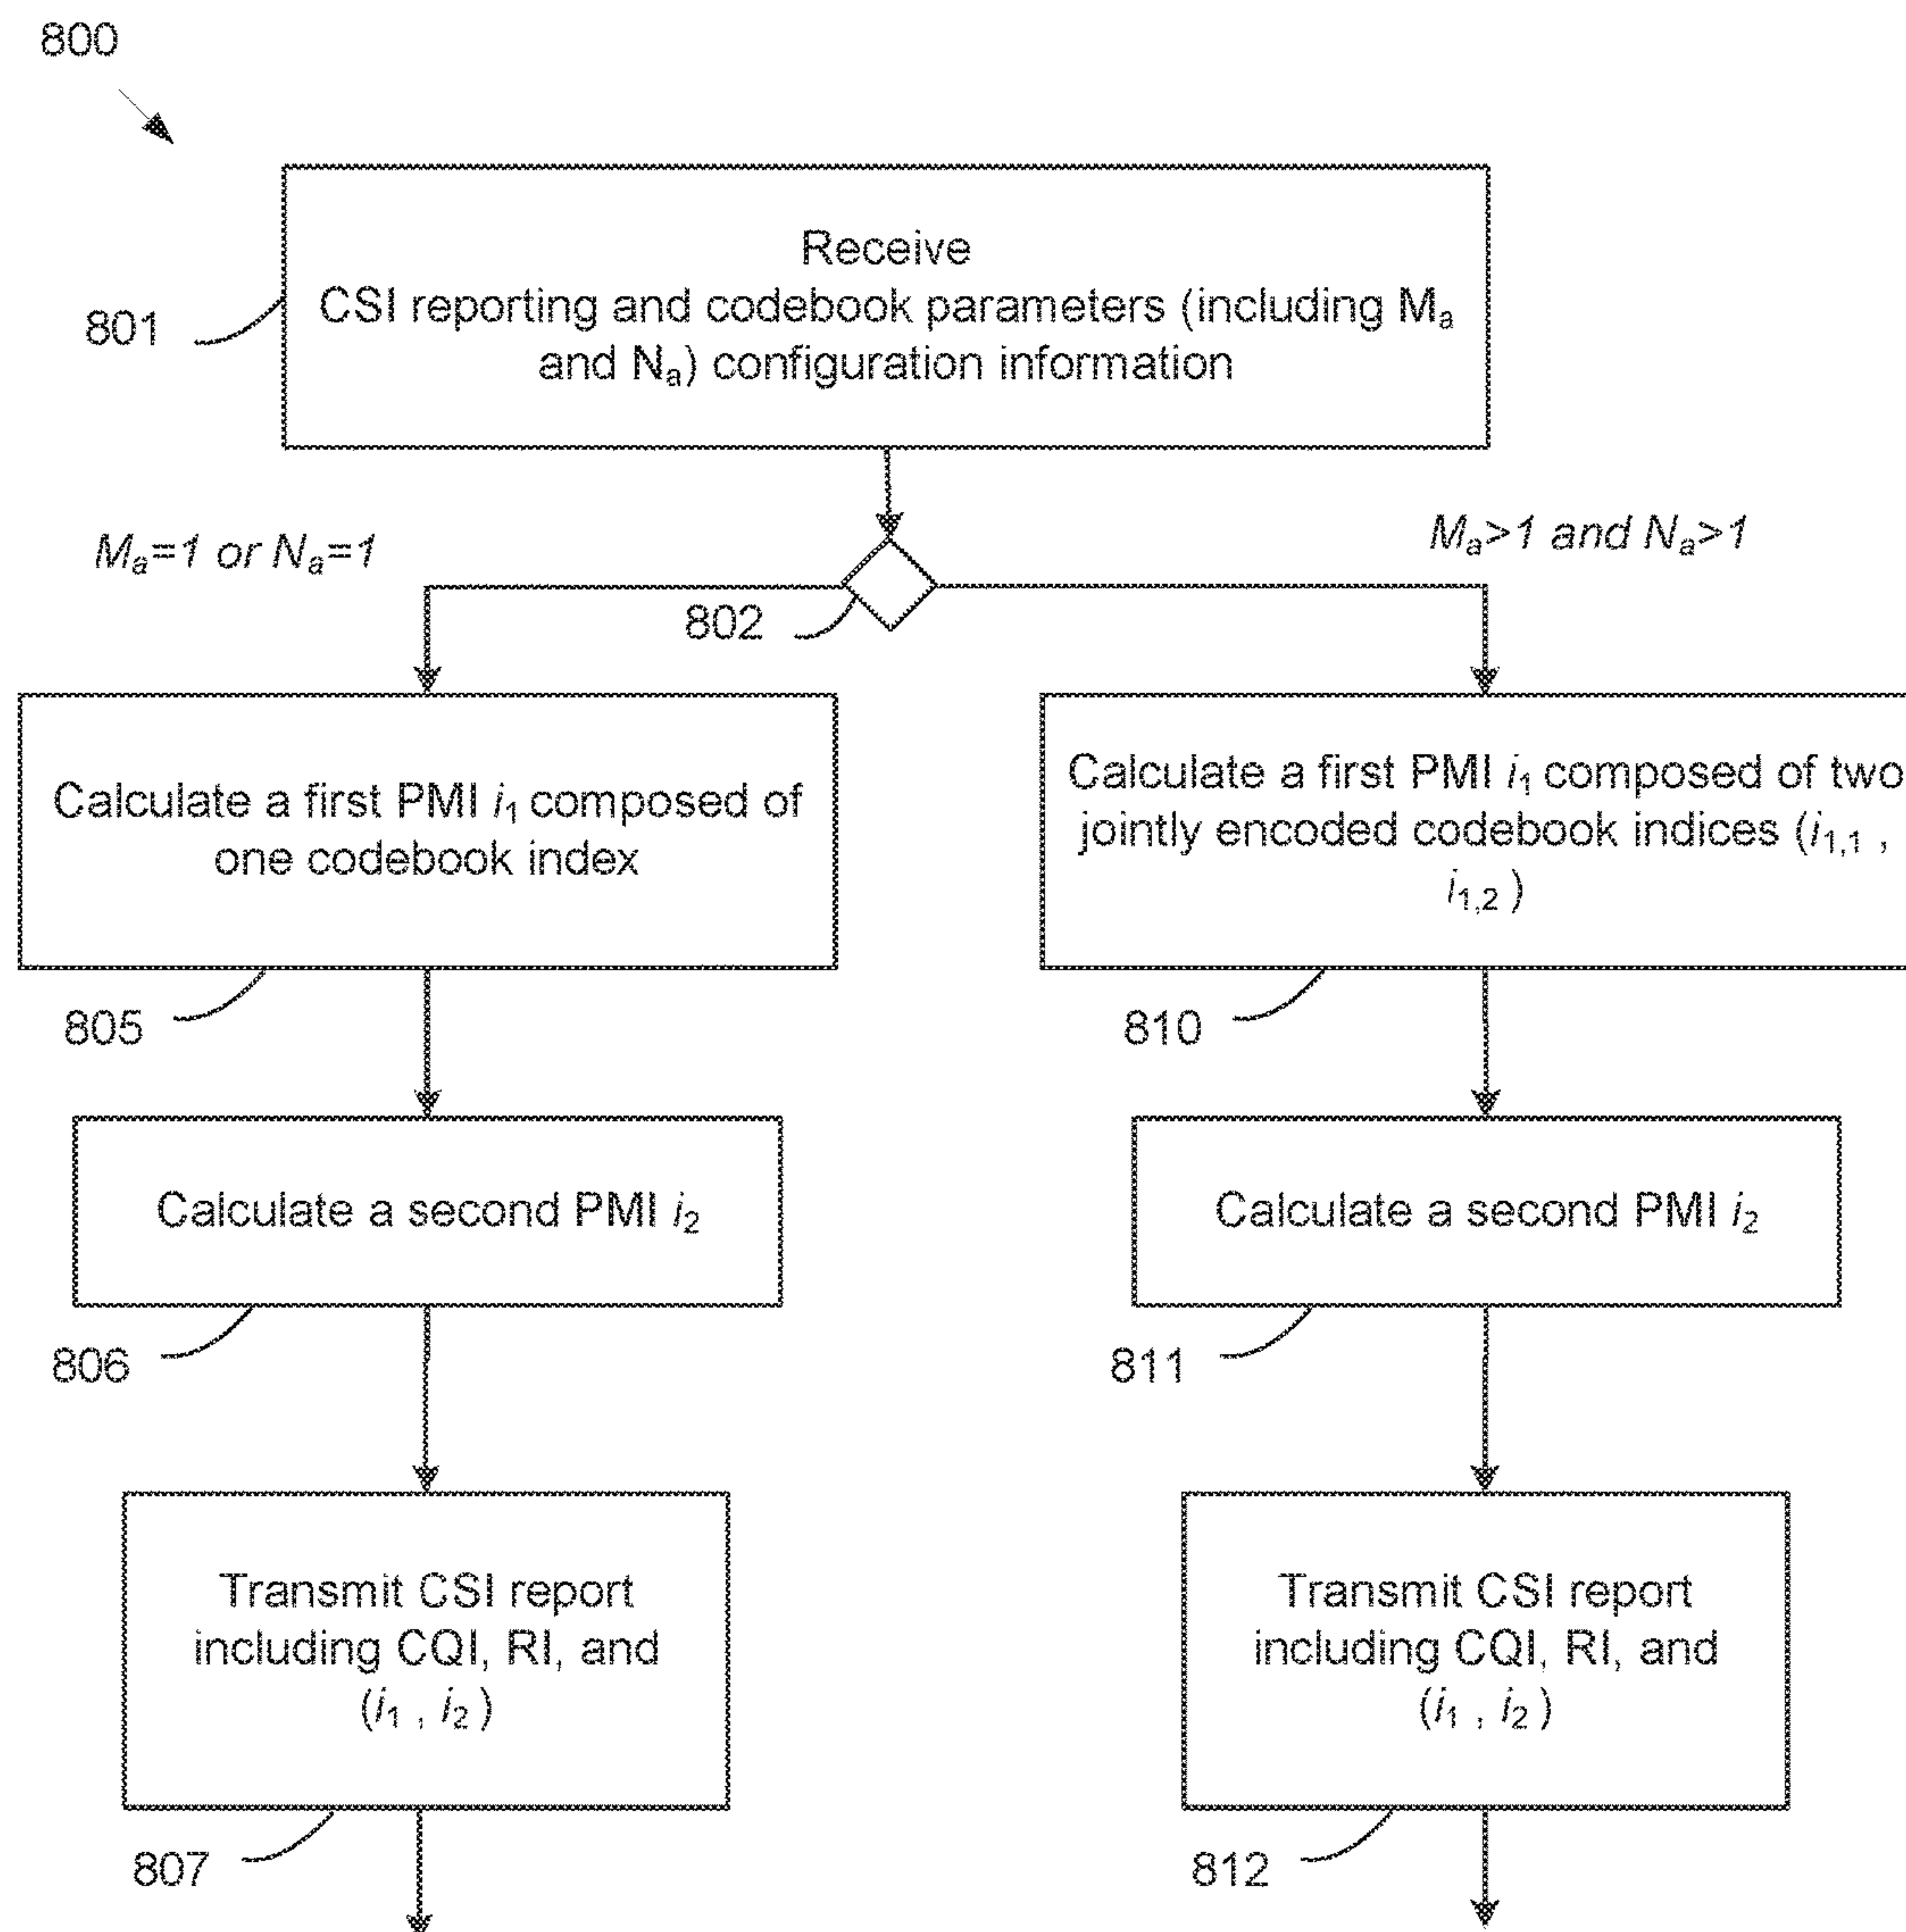 800
Receive
CSI reporting and codebook parameters (including Mₐ
and Nₐ) configuration information
801
Mₐ=1 or Nₐ=1
Mₐ>1 and Nₐ>1
802
Calculate a first PMI i₁ composed of
one codebook index
805
Calculate a first PMI i₁ composed of two
jointly encoded codebook indices (i₁,₁ ,
i₁,₂ )
810
Calculate a second PMI i₂
806
Calculate a second PMI i₂
811
Transmit CSI report
including CQI, RI, and
(i₁ , i₂ )
807
Transmit CSI report
including CQI, RI, and
(i₁ , i₂ )
812